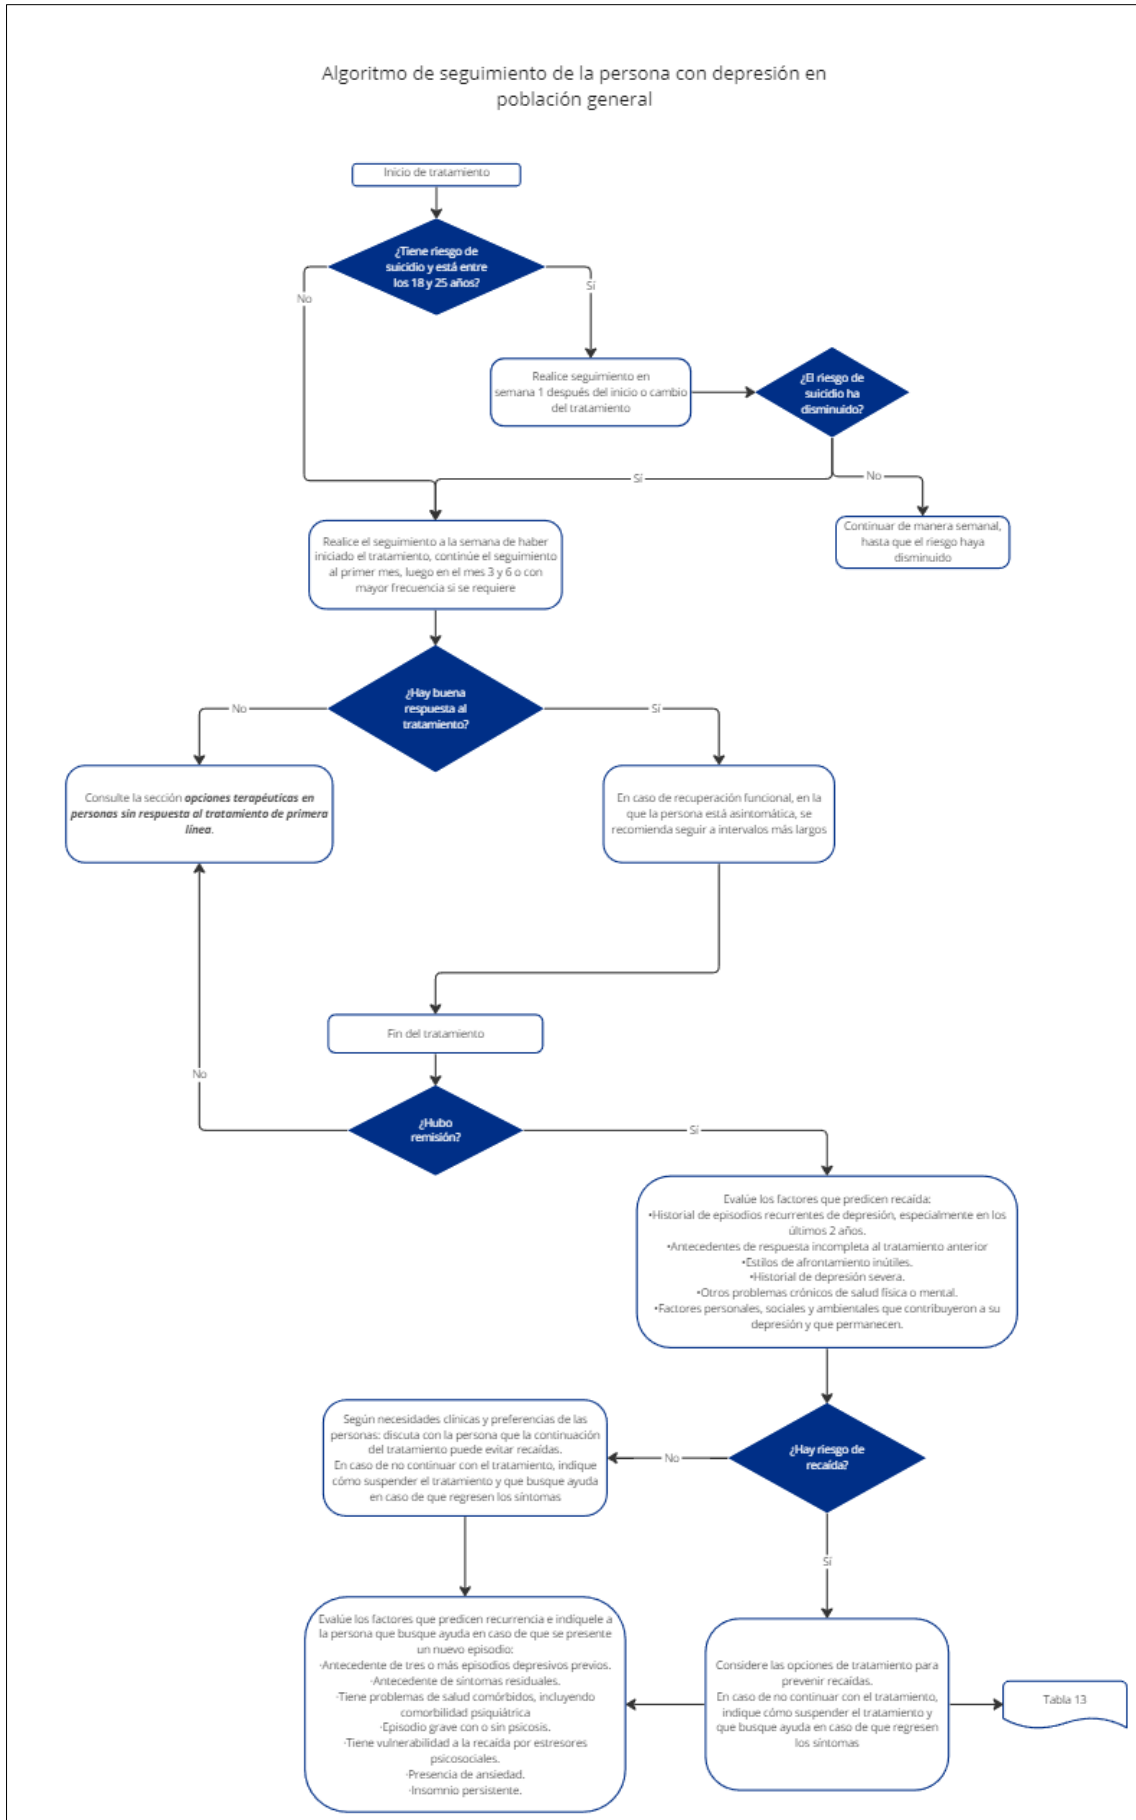 Algoritmo de seguimiento de la persona con depresión en
población general
Inicio de tratamiento
¿Tiene riesgo de
suicidio y está entre
los 18 y 25 años?
No
Sí
Realice seguimiento en
semana 1 después del inicio o cambio
del tratamiento
¿El riesgo de
suicidio ha
disminuido?
Sí
No
Continuar de manera semanal,
hasta que el riesgo haya
disminuido
Realice el seguimiento a la semana de haber
iniciado el tratamiento, continúe el seguimiento
al primer mes, luego en el mes 3 y 6 o con
mayor frecuencia si se requiere
¿Hay buena
respuesta al
tratamiento?
No
Sí
Consulte la sección opciones terapéuticas en
personas sin respuesta al tratamiento de primera
línea.
En caso de recuperación funcional, en la
que la persona está asintomática, se
recomienda seguir a intervalos más largos
Fin del tratamiento
No
¿Hubo
remisión?
Sí
Evalúe los factores que predicen recaída:
•Historial de episodios recurrentes de depresión, especialmente en los
últimos 2 años.
•Antecedentes de respuesta incompleta al tratamiento anterior
•Estilos de afrontamiento inútiles.
•Historial de depresión severa.
•Otros problemas crónicos de salud física o mental.
•Factores personales, sociales y ambientales que contribuyeron a su
depresión y que permanecen.
Según necesidades clínicas y preferencias de las
personas: discuta con la persona que la continuación
del tratamiento puede evitar recaídas.
En caso de no continuar con el tratamiento, indique
cómo suspender el tratamiento y que busque ayuda
en caso de que regresen los síntomas
No
¿Hay riesgo de
recaída?
Sí
Evalúe los factores que predicen recurrencia e indíquele a
la persona que busque ayuda en caso de que se presente
un nuevo episodio:
·Antecedente de tres o más episodios depresivos previos.
·Antecedente de síntomas residuales.
·Tiene problemas de salud comórbidos, incluyendo
comorbilidad psiquiátrica
·Episodio grave con o sin psicosis.
·Tiene vulnerabilidad a la recaída por estresores
psicosociales.
·Presencia de ansiedad.
·Insomnio persistente.
Considere las opciones de tratamiento para
prevenir recaídas.
En caso de no continuar con el tratamiento,
indique cómo suspender el tratamiento y
que busque ayuda en caso de que regresen
los síntomas
Tabla 13